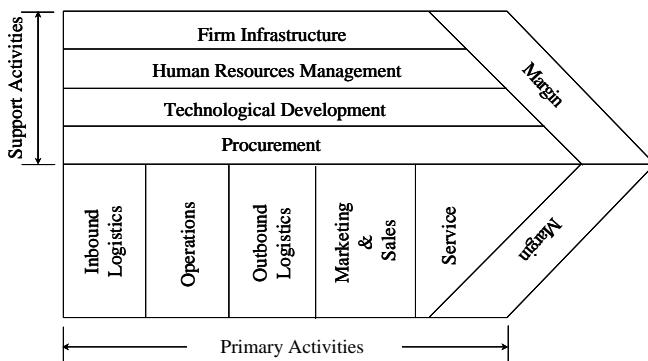 Support Activities
Firm Infrastructure
Human Resources Management
Technological Development
Procurement
Margin
Inbound
Logistics
Operations
Outbound
Logistics
Marketing
&
Sales
Service
Margin
Primary Activities